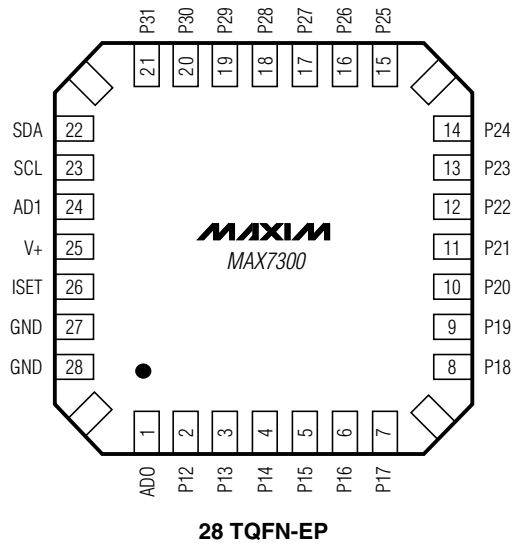 P31 P30 P29 P28 P27 P26 P25
21 20 19 18 17 16 15
SDA 22 14 P24
SCL 23 13 P23
AD1 24 12 P22
V+ 25 11 P21
ISET 26 10 P20
GND 27 9 P19
GND 28 8 P18
MAXIM
MAX7300
1 2 3 4 5 6 7
AD0 P12 P13 P14 P15 P16 P17
28 TQFN-EP